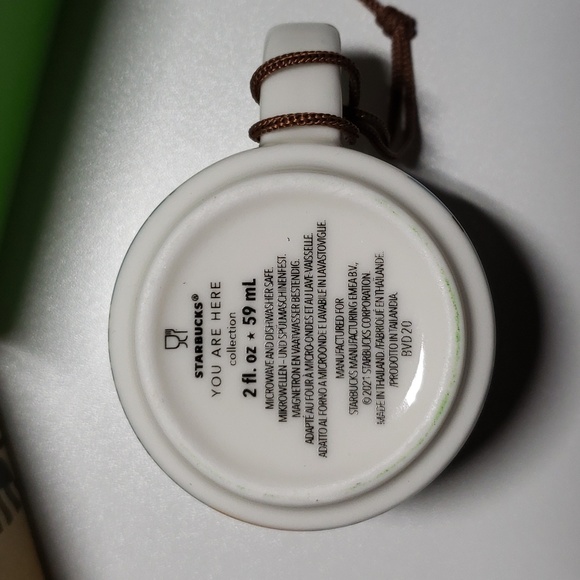 STARBUCKS®
YOU ARE HERE
collection
2 fl. oz ★ 59 mL
MICROWAVE AND DISHWASHER SAFE.
MIKROWELLEN - UND SPÜLMASCHINENFEST.
MAGNETRON EN VAATWASSER BESTENDIG.
ADAPTÉ AU FOUR À MICRO-ONDES ET AU LAVE-VAISSELLE.
ADATTO AL FORNO A MICROONDE E LAVABILE IN LAVASTOVIGLIE.
MANUFACTURED FOR
STARBUCKS MANUFACTURING EMEA B.V.,
© 2021 STARBUCKS CORPORATION.
MADE IN THAILAND./FABRIQUÉ EN THAÏLANDE.
/PRODOTTO IN TAILANDIA.
BVD 20